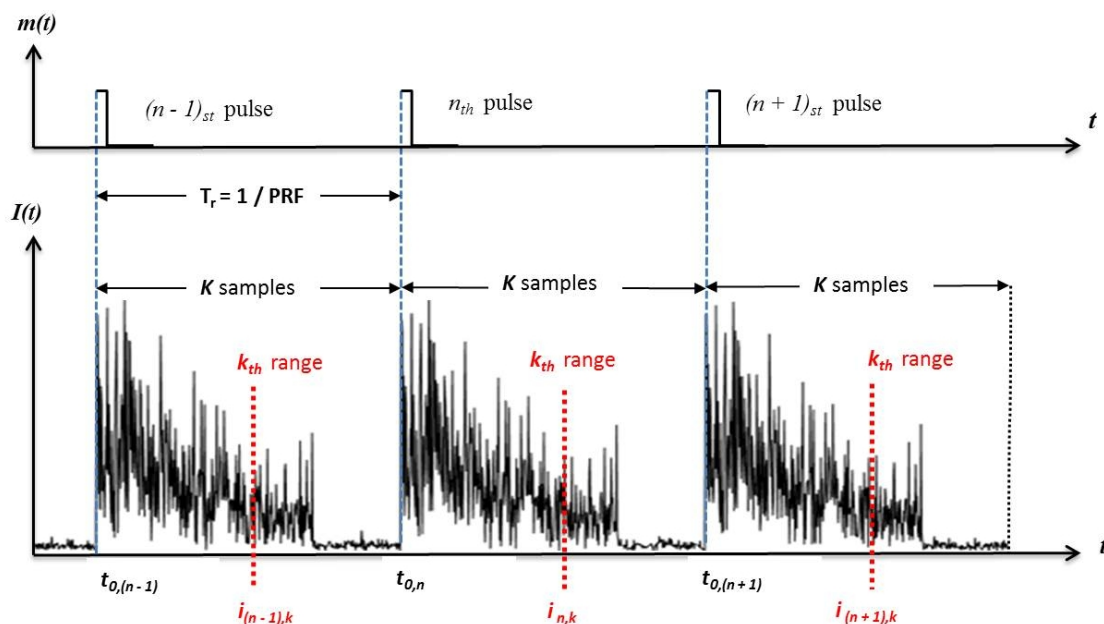 m(t)
(n - 1)st pulse
nth pulse
(n + 1)st pulse
t
Tr = 1 / PRF
I(t)
K samples
K samples
K samples
kth range
kth range
kth range
t
t0,(n - 1)
t0,n
t0,(n + 1)
i(n - 1),k
i n,k
i (n + 1),k